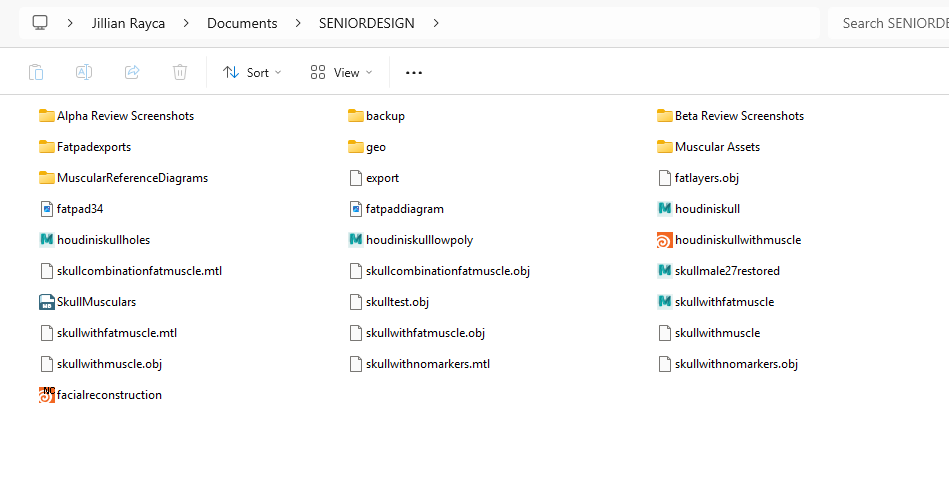 Jillian Rayca > Documents > SENIORDESIGN >
Search SENIORDE
Sort
View
Alpha Review Screenshots
backup
Beta Review Screenshots
Fatpadexports
geo
Muscular Assets
MuscularReferenceDiagrams
export
fatlayers.obj
fatpad34
fatpaddiagram
houdiniskull
houdiniskullholes
houdiniskulllowpoly
houdiniskullwithmuscle
skullcombinationfatmuscle.mtl
skullcombinationfatmuscle.obj
skullmale27restored
SkullMusculars
skulltest.obj
skullwithfatmuscle
skullwithfatmuscle.mtl
skullwithfatmuscle.obj
skullwithmuscle
skullwithmuscle.obj
skullwithnomarkers.mtl
skullwithnomarkers.obj
facialreconstruction